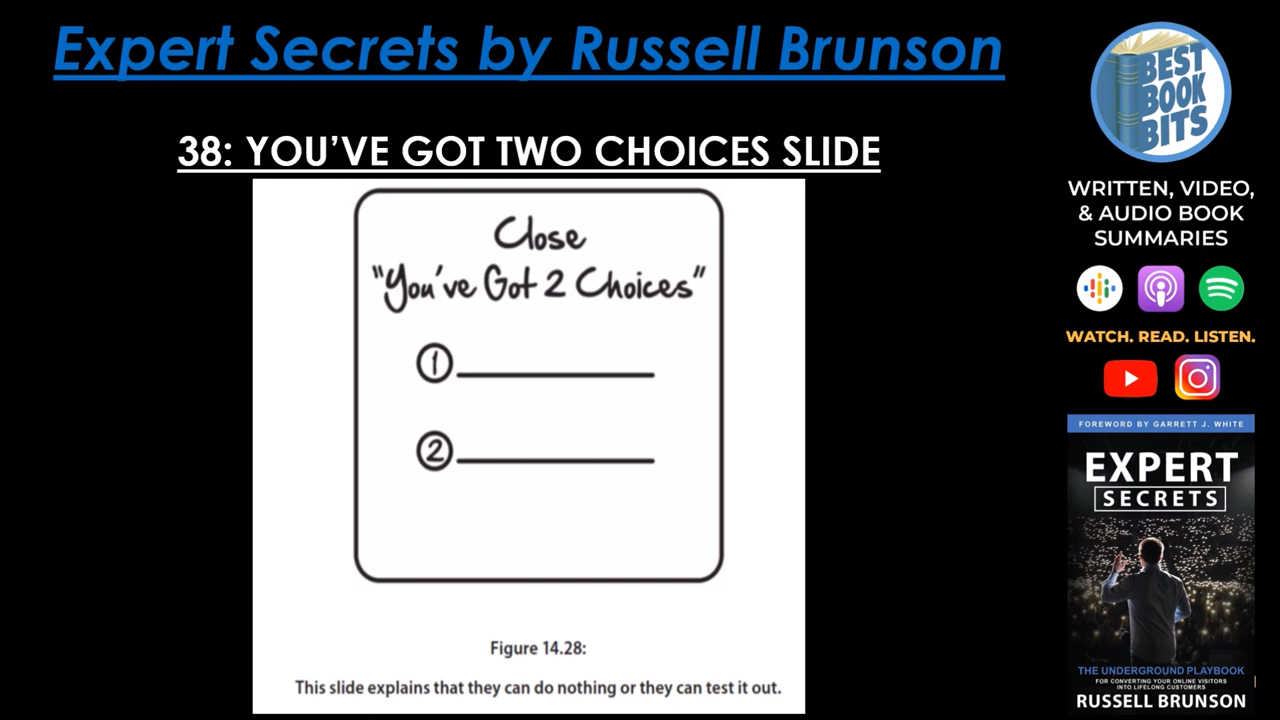 Expert Secrets by Russell Brunson
38: YOU'VE GOT TWO CHOICES SLIDE
Close
"You've Got 2 Choices"
1
2
Figure 14.28:
This slide explains that they can do nothing or they can test it out.
BEST
BOOK
BITS
WRITTEN, VIDEO,
& AUDIO BOOK
SUMMARIES
WATCH. READ. LISTEN.
FOREWORD BY GARRETT J. WHITE
EXPERT
SECRETS
THE UNDERGROUND PLAYBOOK
FOR CONVERTING YOUR ONLINE VISITORS
INTO LIFELONG CUSTOMERS
RUSSELL BRUNSON